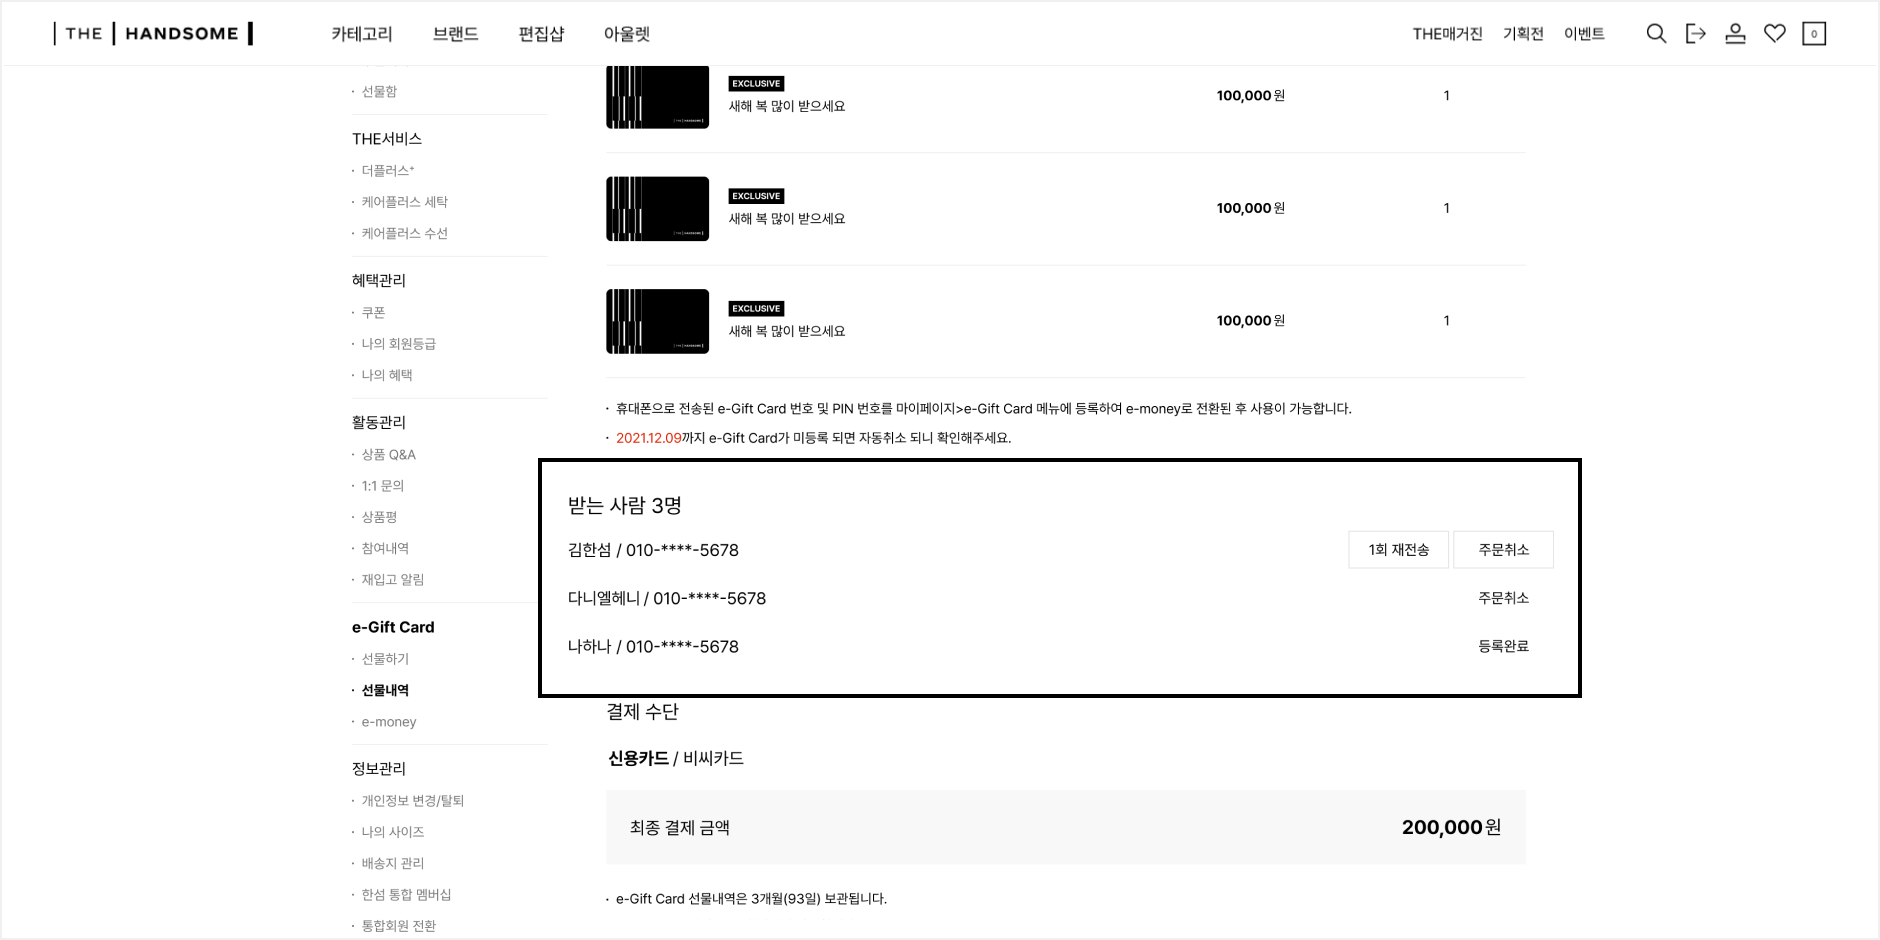 THE HANDSOME
카테고리
브랜드
편집샵
아울렛
THE매거진
기획전
이벤트
0
선물함
THE서비스
더플러스+
케어플러스 세탁
케어플러스 수선
혜택관리
쿠폰
나의 회원등급
나의 혜택
활동관리
상품 Q&A
1:1 문의
상품평
참여내역
재입고 알림
e-Gift Card
선물하기
선물내역
e-money
정보관리
개인정보 변경/탈퇴
나의 사이즈
배송지 관리
한섬 통합 멤버십
통합회원 전환
EXCLUSIVE
새해 복 많이 받으세요
100,000원
1
EXCLUSIVE
새해 복 많이 받으세요
100,000원
1
EXCLUSIVE
새해 복 많이 받으세요
100,000원
1
· 휴대폰으로 전송된 e-Gift Card 번호 및 PIN 번호를 마이페이지>e-Gift Card 메뉴에 등록하여 e-money로 전환된 후 사용이 가능합니다.
· 2021.12.09까지 e-Gift Card가 미등록 되면 자동취소 되니 확인해주세요.
받는 사람 3명
김한섬 / 010-****-5678
1회 재전송
주문취소
다니엘헤니 / 010-****-5678
주문취소
나하나 / 010-****-5678
등록완료
결제 수단
신용카드 / 비씨카드
최종 결제 금액
200,000원
· e-Gift Card 선물내역은 3개월(93일) 보관됩니다.